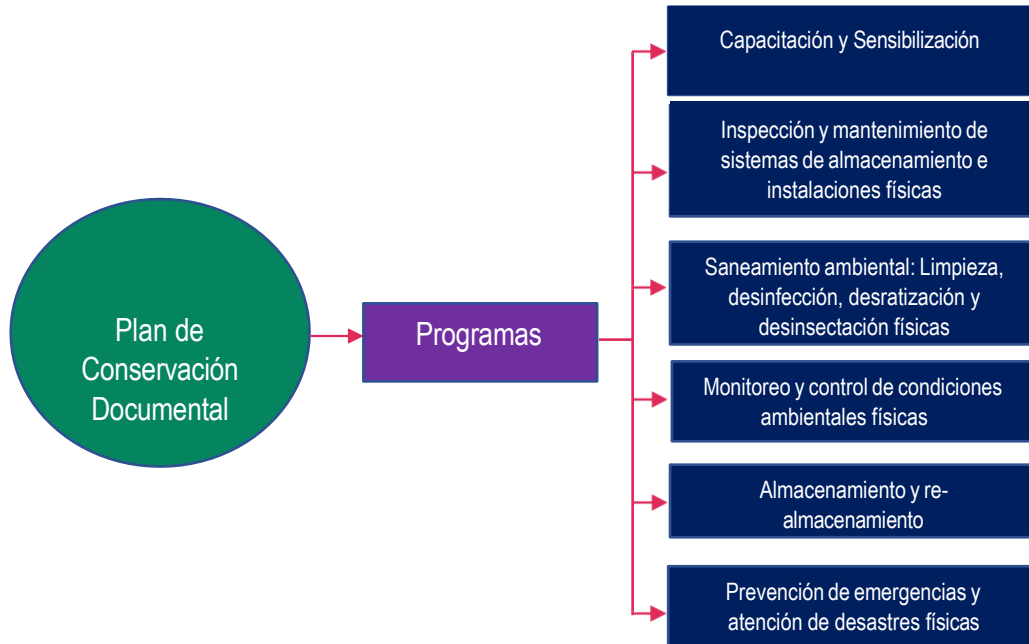 Plan de
Conservación
Documental
Programas
Capacitación y Sensibilización
Inspección y mantenimiento de
sistemas de almacenamiento e
instalaciones físicas
Saneamiento ambiental: Limpieza,
desinfección, desratización y
desinsectación físicas
Monitoreo y control de condiciones
ambientales físicas
Almacenamiento y re-
almacenamiento
Prevención de emergencias y
atención de desastres físicas